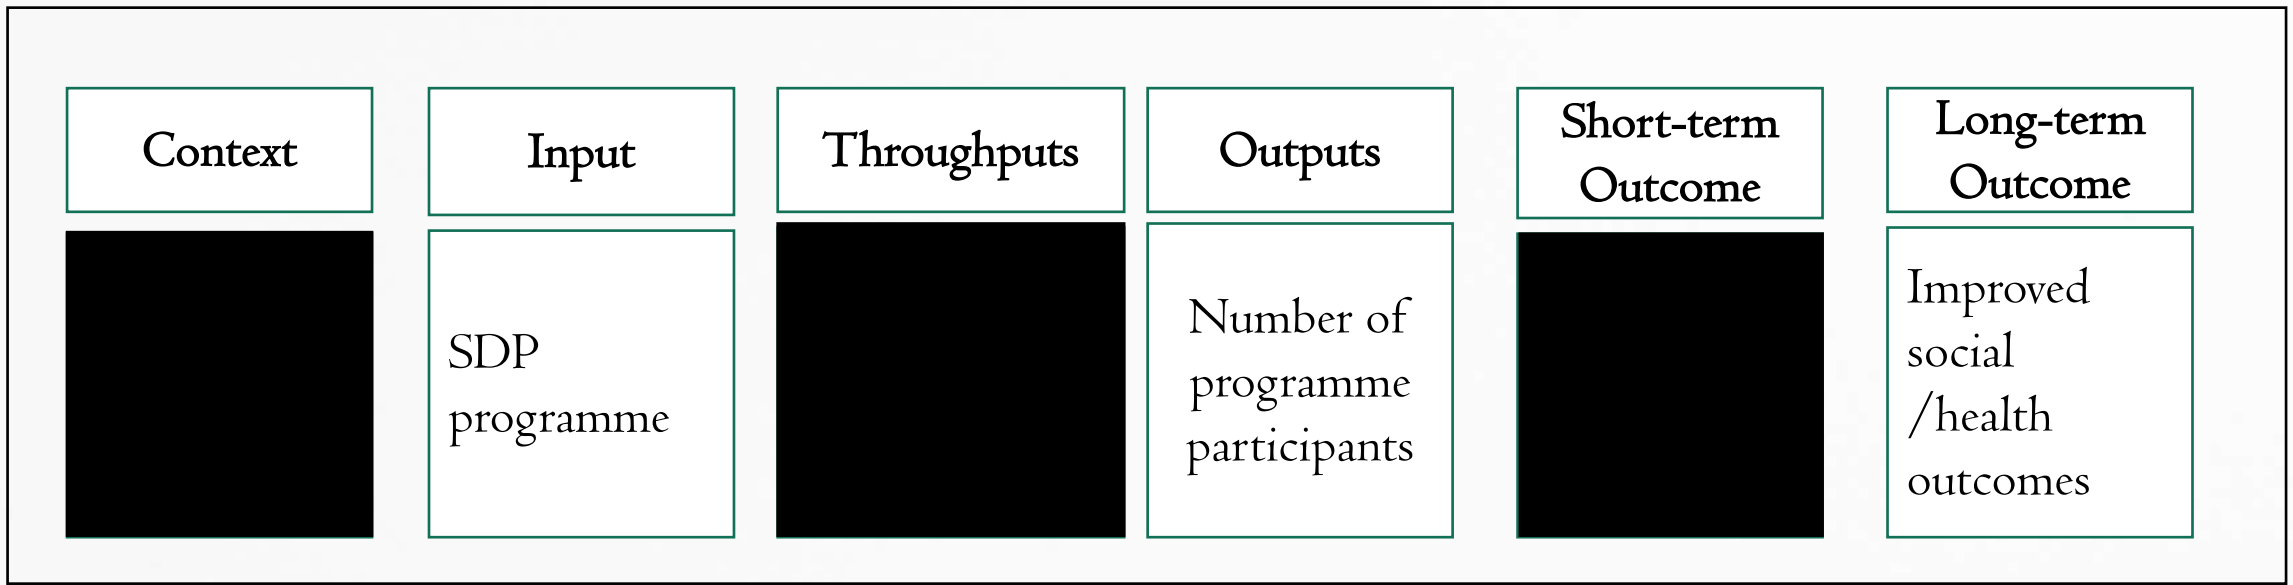 Context
Input
Throughputs
Outputs
Short-term
Outcome
Long-term
Outcome
SDP
programme
Number of
programme
participants
Improved
social
/health
outcomes